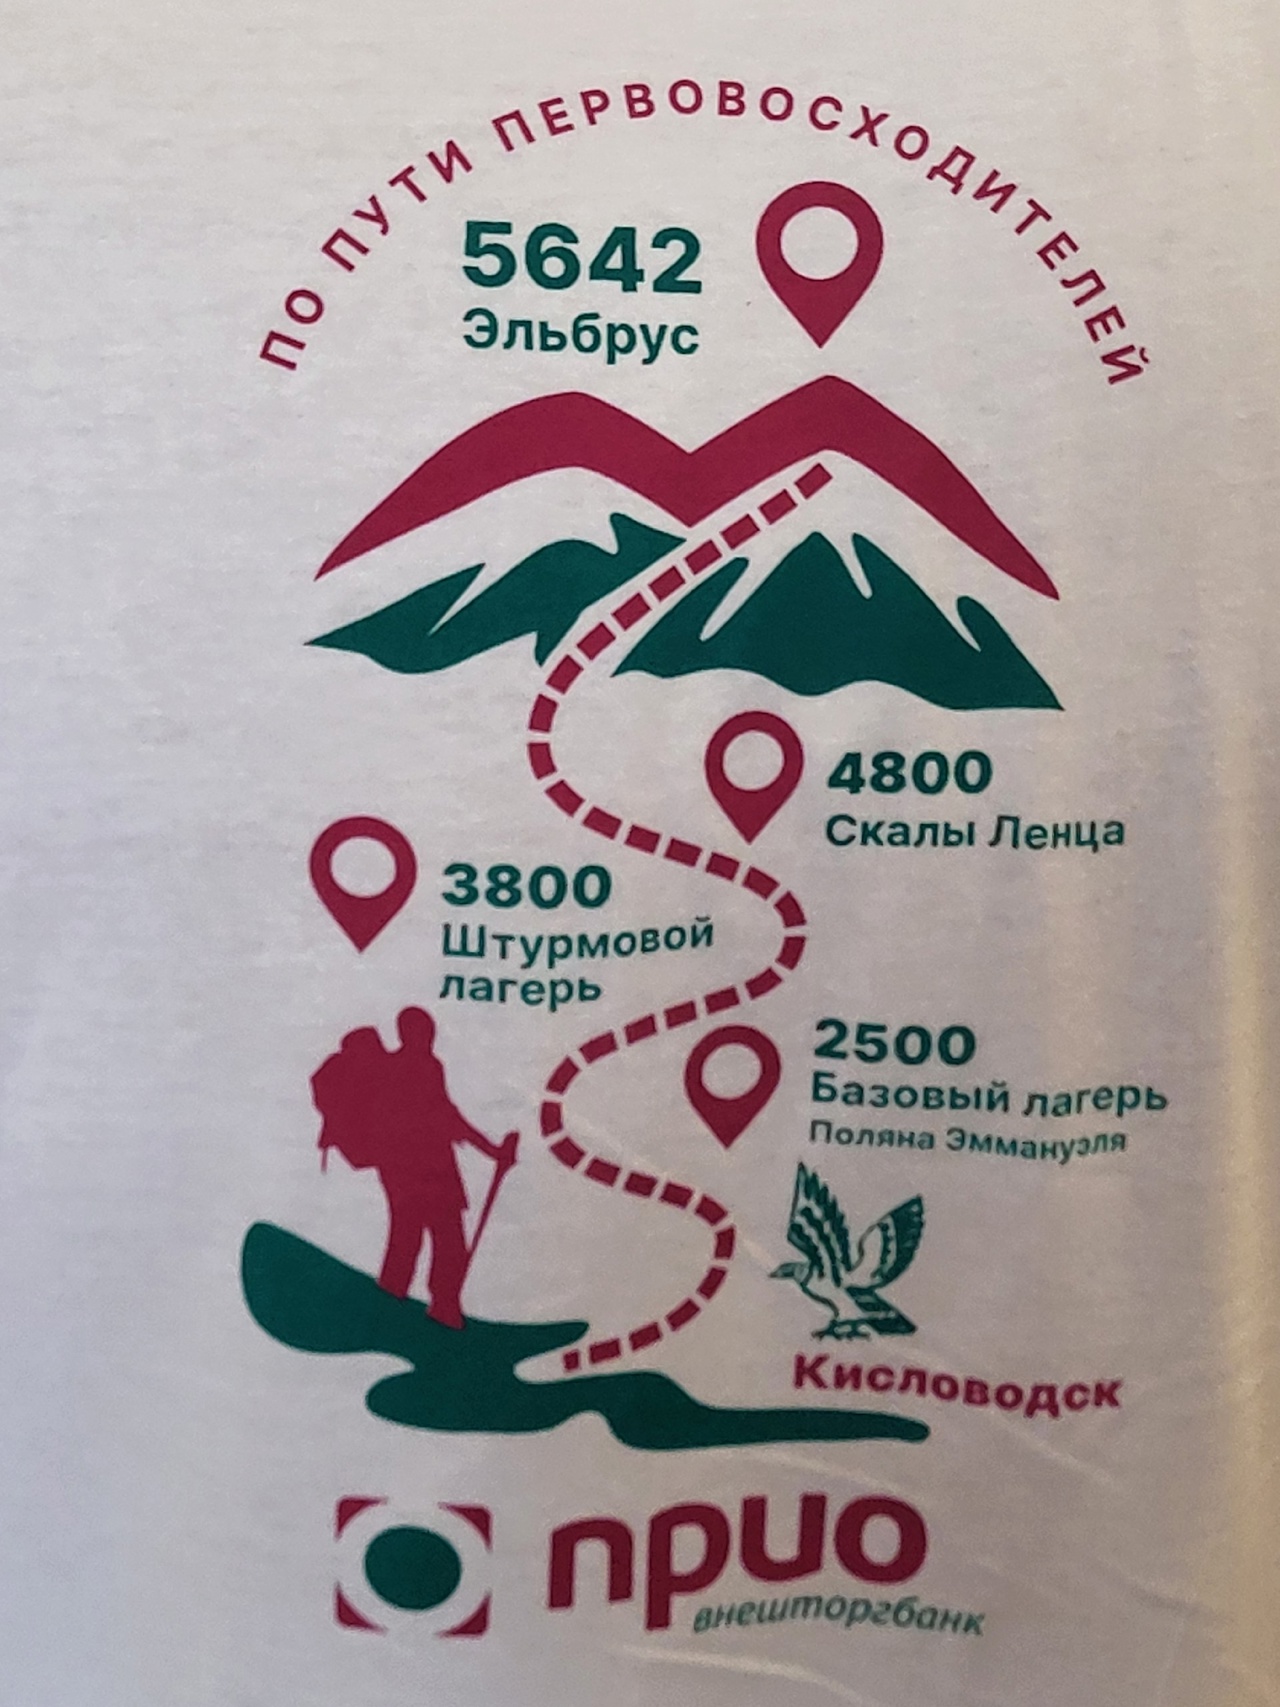 ПО ПУТИ ПЕРВОВОСХОДИТЕЛЕЙ
5642
Эльбрус
4800
Скалы Ленца
3800
Штурмовой
лагерь
2500
Базовый лагерь
Поляна Эммануэля
Кисловодск
прио
внешторгбанк